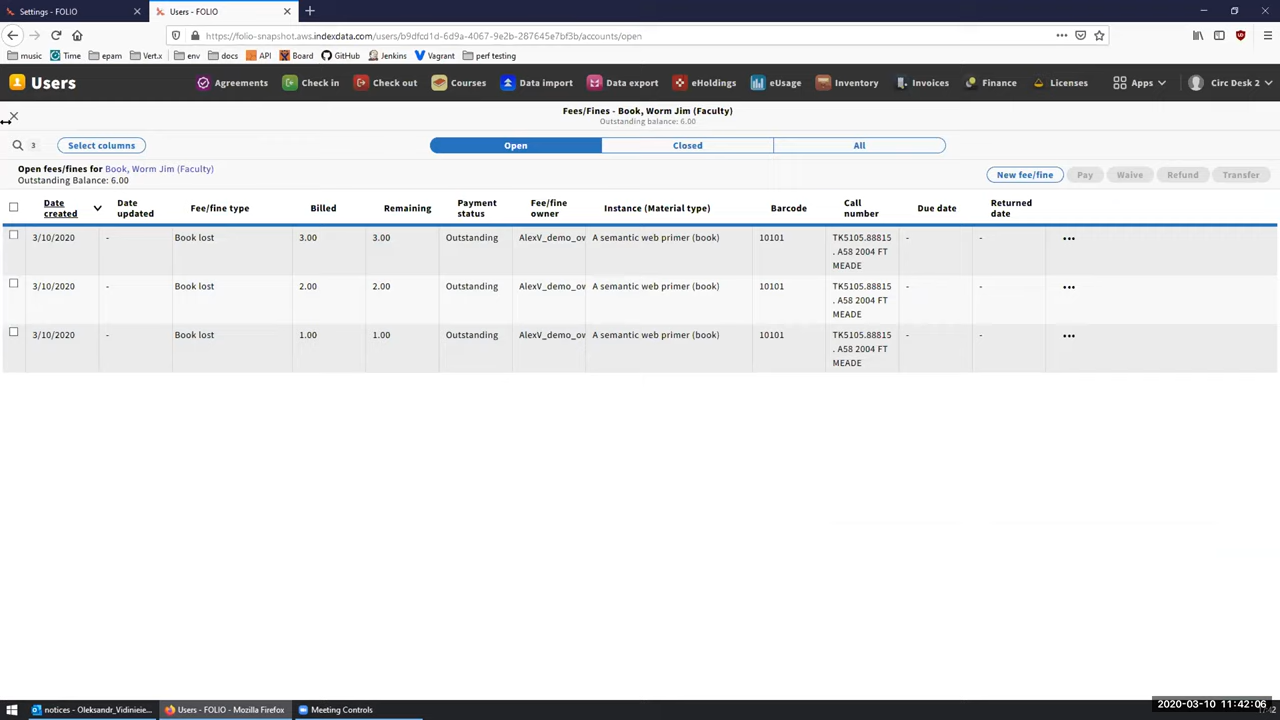 Settings - FOLIO
Users - FOLIO
https://folio-snapshot.aws.indexdata.com/users/b9dfcd1d-6d9a-4067-9e2b-287645e7bf3b/accounts/open
music Time epam Vert.x env docs API Board GitHub Jenkins Vagrant perf testing
Users Agreements Check in Check out Courses Data import Data export eHoldings eUsage Inventory Invoices Finance Licenses Apps Circ Desk 2
Fees/Fines - Book, Worm Jim (Faculty)
Outstanding balance: 6.00
3 Select columns Open Closed All
Open fees/fines for Book, Worm Jim (Faculty)
Outstanding Balance: 6.00
New fee/fine Pay Waive Refund Transfer
Date created Date updated Fee/fine type Billed Remaining Payment status Fee/fine owner Instance (Material type) Barcode Call number Due date Returned date
3/10/2020 - Book lost 3.00 3.00 Outstanding AlexV_demo_ov A semantic web primer (book) 10101 TK5105.88815 - - •••
. A58 2004 FT
MEADE
3/10/2020 - Book lost 2.00 2.00 Outstanding AlexV_demo_ov A semantic web primer (book) 10101 TK5105.88815 - - •••
. A58 2004 FT
MEADE
3/10/2020 - Book lost 1.00 1.00 Outstanding AlexV_demo_ov A semantic web primer (book) 10101 TK5105.88815 - - •••
. A58 2004 FT
MEADE
notices - Oleksandr_Vidinieie... Users - FOLIO - Mozilla Firefox Meeting Controls
2020-03-10 11:42:06